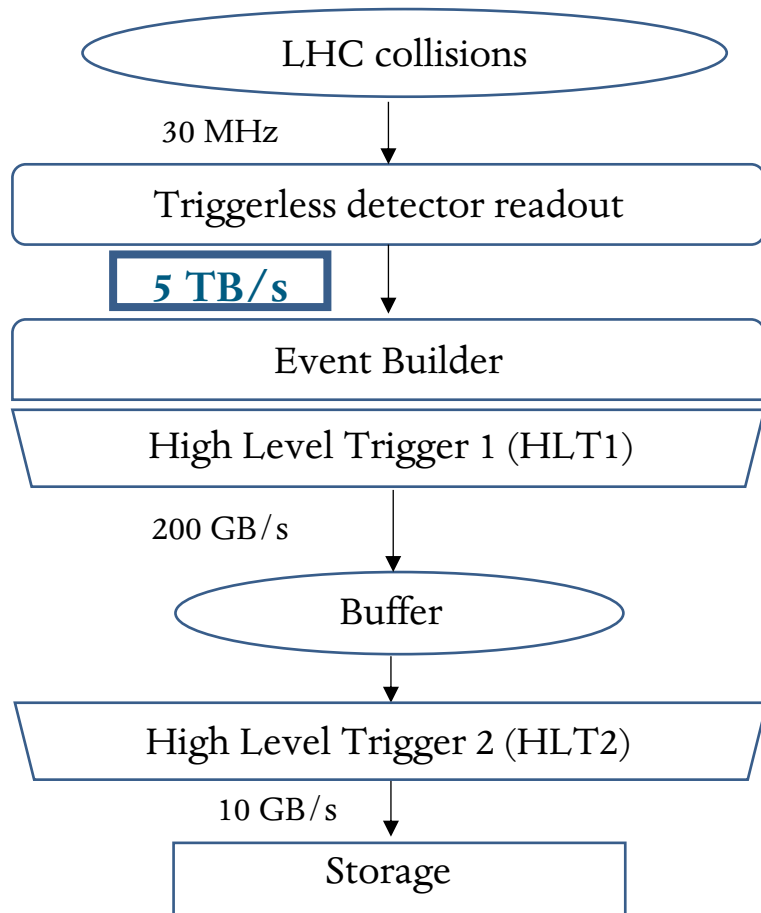 LHC collisions
30 MHz
Triggerless detector readout
5 TB/s
Event Builder
High Level Trigger 1 (HLT1)
200 GB/s
Buffer
High Level Trigger 2 (HLT2)
10 GB/s
Storage